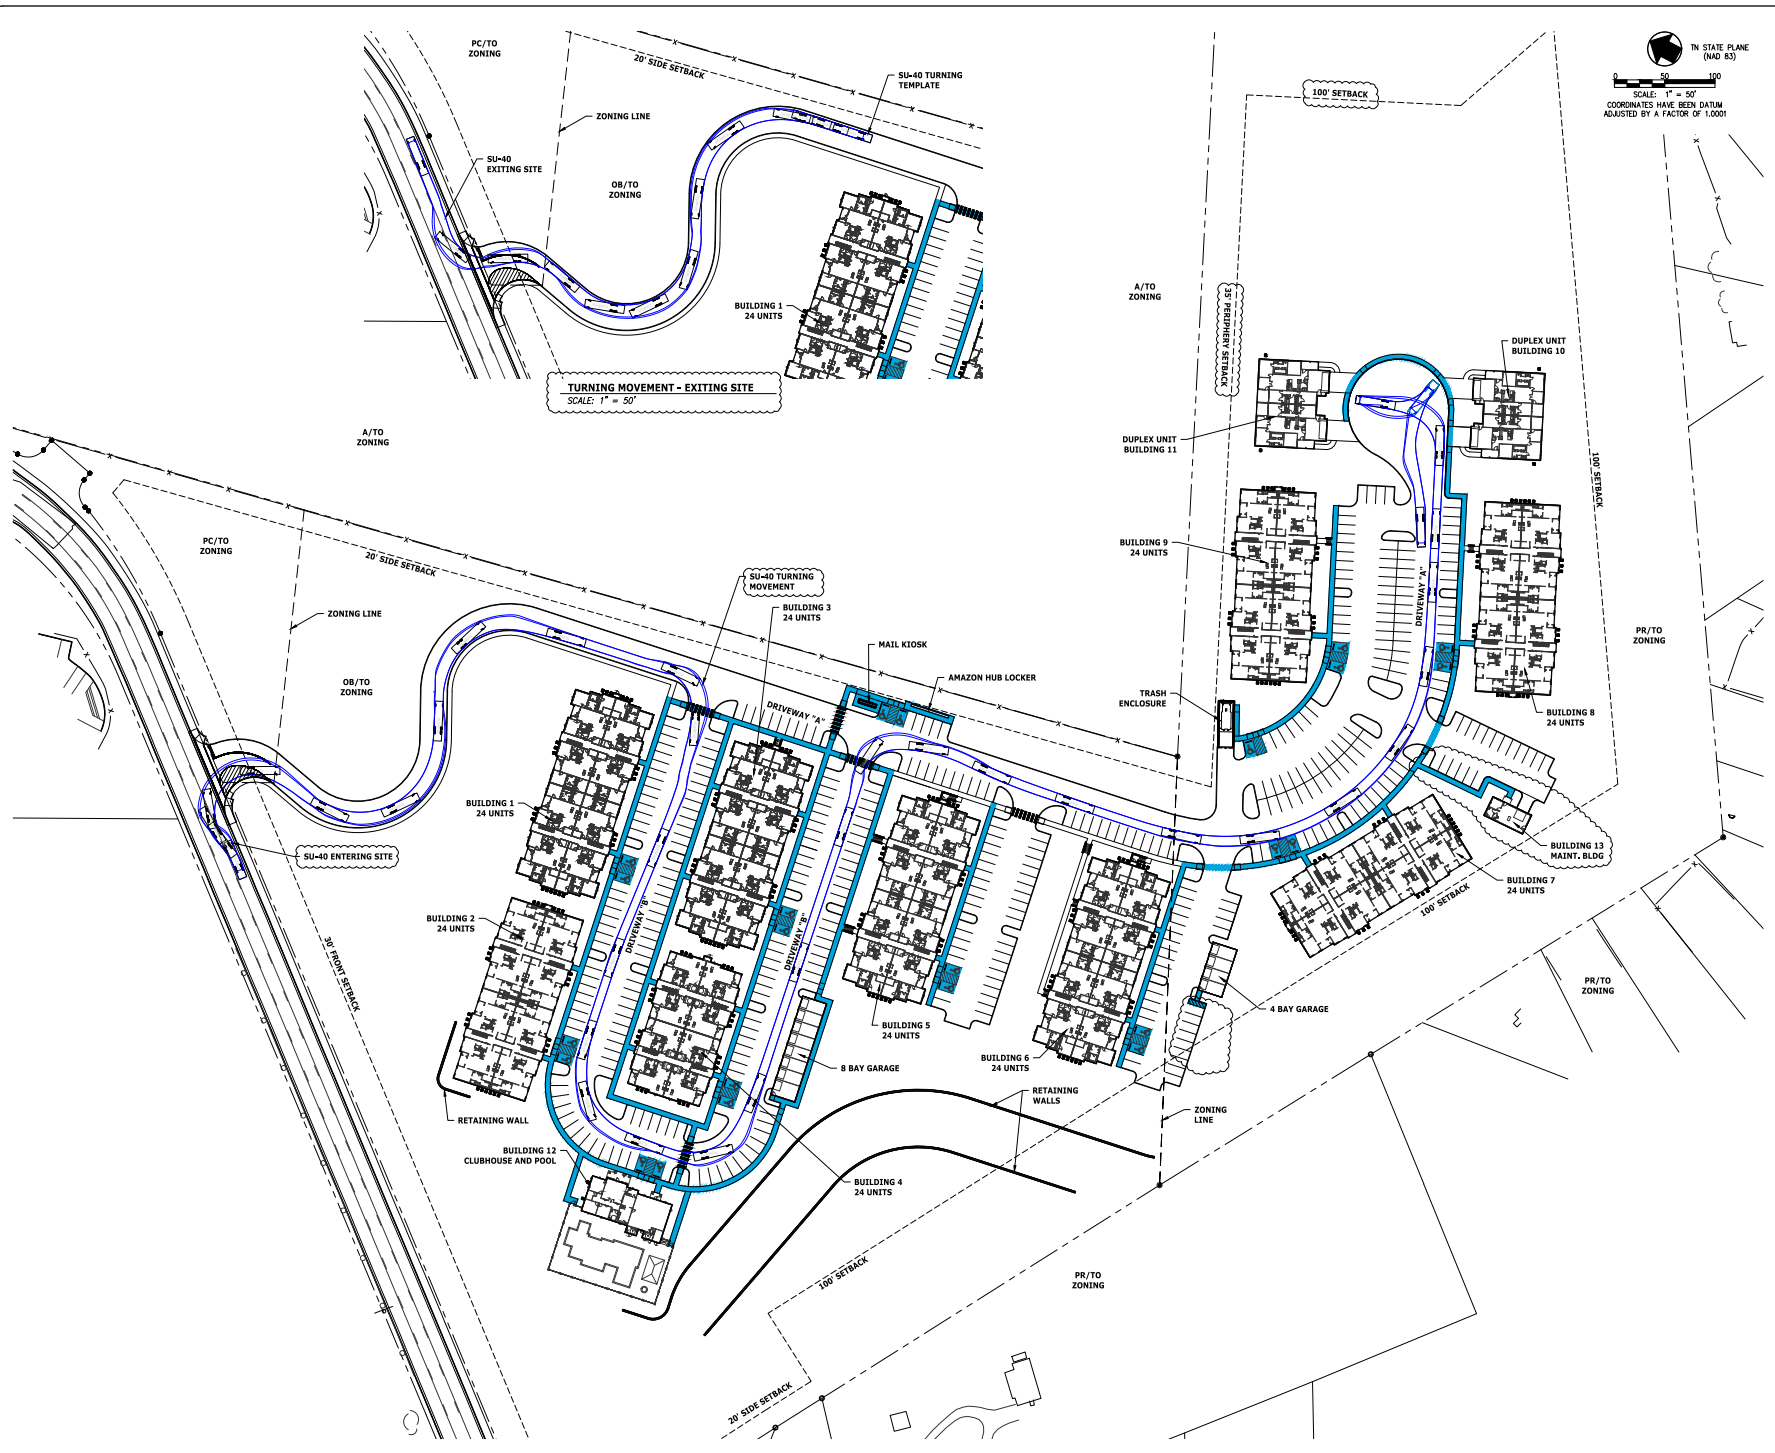 PC/TO
ZONING
20' SIDE SETBACK
SU-40 TURNING
TEMPLATE
ZONING LINE
SU-40
EXITING SITE
OB/TO
ZONING
BUILDING 1
24 UNITS
TURNING MOVEMENT - EXITING SITE
SCALE: 1" = 50'
TN STATE PLANE
(NAD 83)
0 50 100
SCALE: 1" = 50'
COORDINATES HAVE BEEN DATUM
ADJUSTED BY A FACTOR OF 1.0001
100' SETBACK
A/TO
ZONING
35' PERIPHERY SETBACK
DUPLEX UNIT
BUILDING 10
DUPLEX UNIT
BUILDING 11
100' SETBACK
A/TO
ZONING
PC/TO
ZONING
20' SIDE SETBACK
ZONING LINE
OB/TO
ZONING
SU-40 TURNING
MOVEMENT
BUILDING 3
24 UNITS
MAIL KIOSK
AMAZON HUB LOCKER
BUILDING 9
24 UNITS
DRIVEWAY "A"
PR/TO
ZONING
TRASH
ENCLOSURE
BUILDING 8
24 UNITS
DRIVEWAY "A"
BUILDING 1
24 UNITS
SU-40 ENTERING SITE
BUILDING 13
MAINT. BLDG
BUILDING 7
24 UNITS
100' SETBACK
BUILDING 2
24 UNITS
DRIVEWAY "B"
DRIVEWAY "B"
30' FRONT SETBACK
PR/TO
ZONING
4 BAY GARAGE
BUILDING 5
24 UNITS
BUILDING 6
24 UNITS
8 BAY GARAGE
RETAINING
WALLS
ZONING
LINE
RETAINING WALL
BUILDING 12
CLUBHOUSE AND POOL
BUILDING 4
24 UNITS
100' SETBACK
PR/TO
ZONING
20' SIDE SETBACK